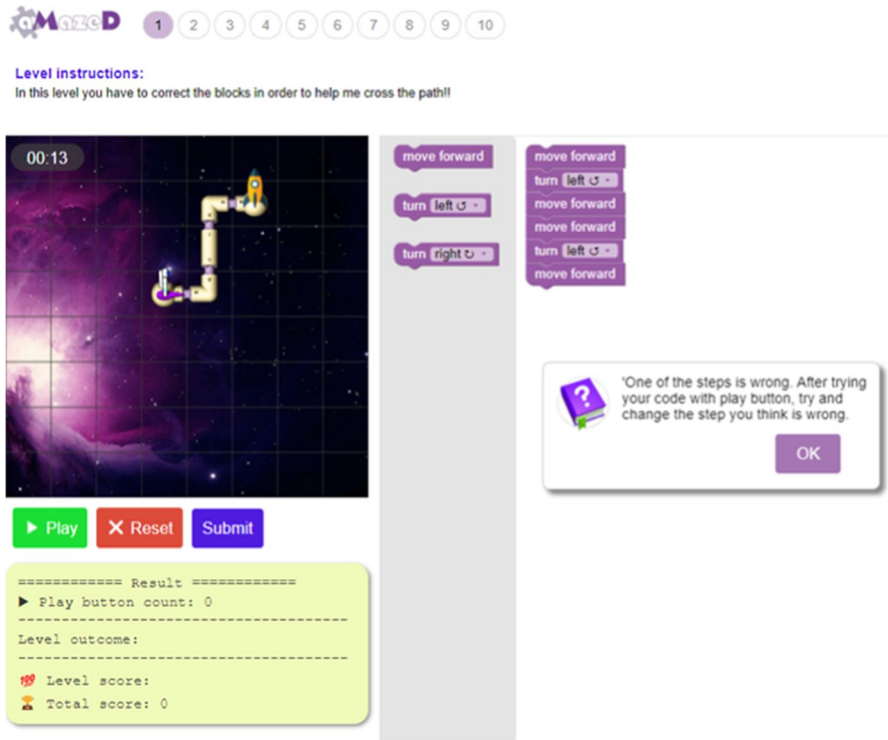 aMazeD 1 2 3 4 5 6 7 8 9 10
Level instructions:
In this level you have to correct the blocks in order to help me cross the path!!
00:13
▶ Play
✕ Reset
Submit
============ Result ============
▶ Play button count: 0
--------------------------------------
Level outcome:
--------------------------------------
💯 Level score:
🏆 Total score: 0
move forward
turn left ↺
turn right ↻
move forward
turn left ↺
move forward
move forward
turn left ↺
move forward
?
'One of the steps is wrong. After trying
your code with play button, try and
change the step you think is wrong.
OK